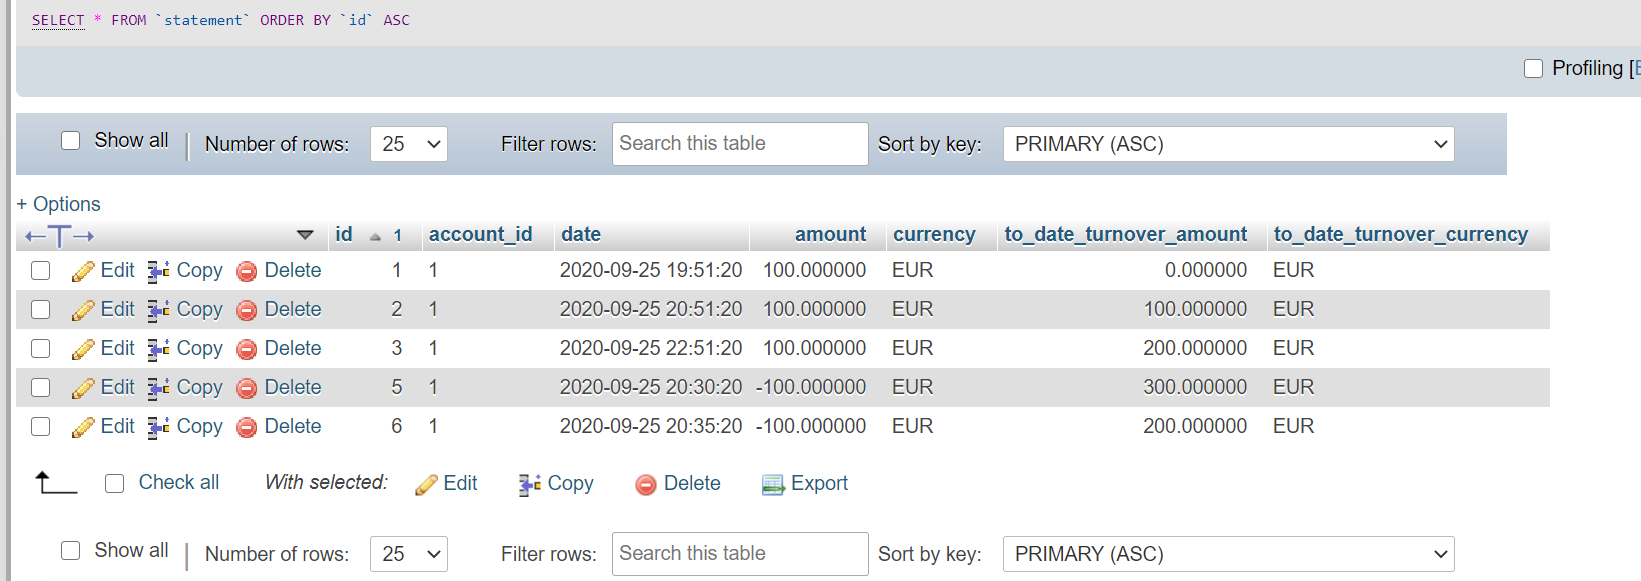 SELECT * FROM `statement` ORDER BY `id` ASC
Profiling [
Show all Number of rows: 25 Filter rows: Search this table Sort by key: PRIMARY (ASC)
+ Options
id 1 account_id date amount currency to_date_turnover_amount to_date_turnover_currency
Edit Copy Delete 1 1 2020-09-25 19:51:20 100.000000 EUR 0.000000 EUR
Edit Copy Delete 2 1 2020-09-25 20:51:20 100.000000 EUR 100.000000 EUR
Edit Copy Delete 3 1 2020-09-25 22:51:20 100.000000 EUR 200.000000 EUR
Edit Copy Delete 5 1 2020-09-25 20:30:20 -100.000000 EUR 300.000000 EUR
Edit Copy Delete 6 1 2020-09-25 20:35:20 -100.000000 EUR 200.000000 EUR
Check all With selected: Edit Copy Delete Export
Show all Number of rows: 25 Filter rows: Search this table Sort by key: PRIMARY (ASC)